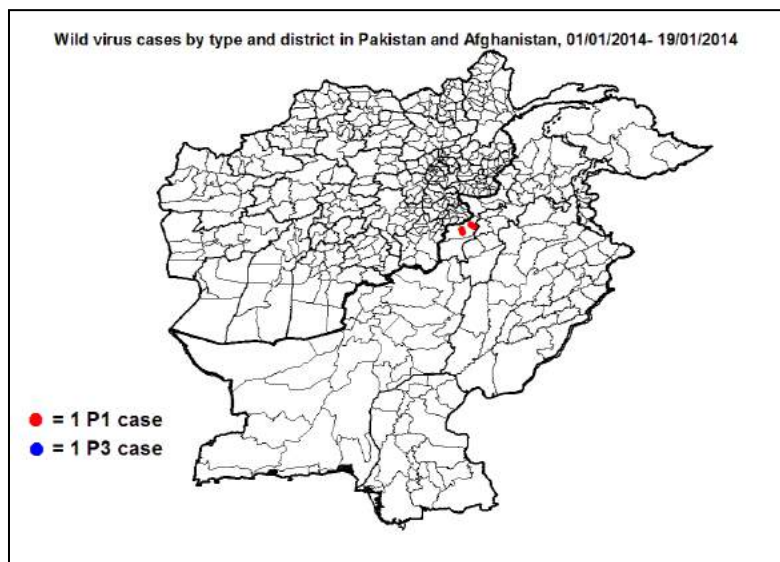 Wild virus cases by type and district in Pakistan and Afghanistan, 01/01/2014- 19/01/2014
= 1 P1 case
= 1 P3 case